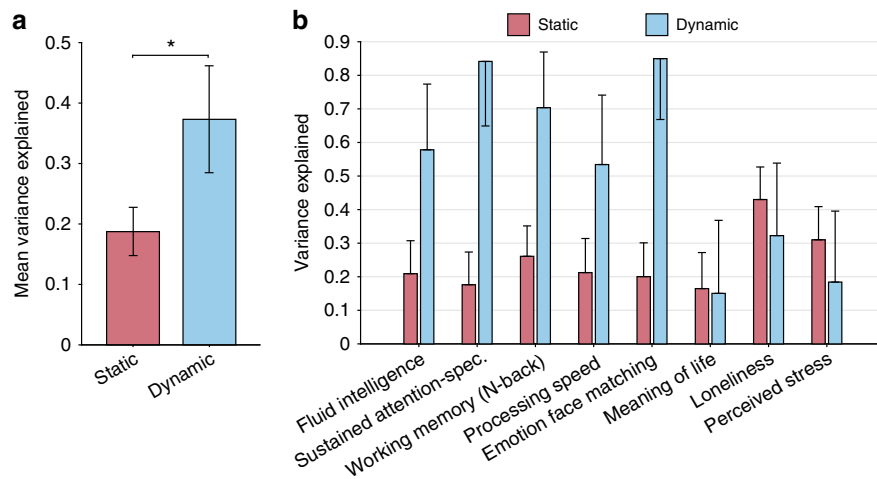 a
Mean variance explained
0.5
0.4
0.3
0.2
0.1
0
*
Static
Dynamic
b
Static
Dynamic
Variance explained
0.9
0.8
0.7
0.6
0.5
0.4
0.3
0.2
0.1
0
Fluid intelligence
Sustained attention-spec.
Working memory (N-back)
Processing speed
Emotion face matching
Meaning of life
Loneliness
Perceived stress